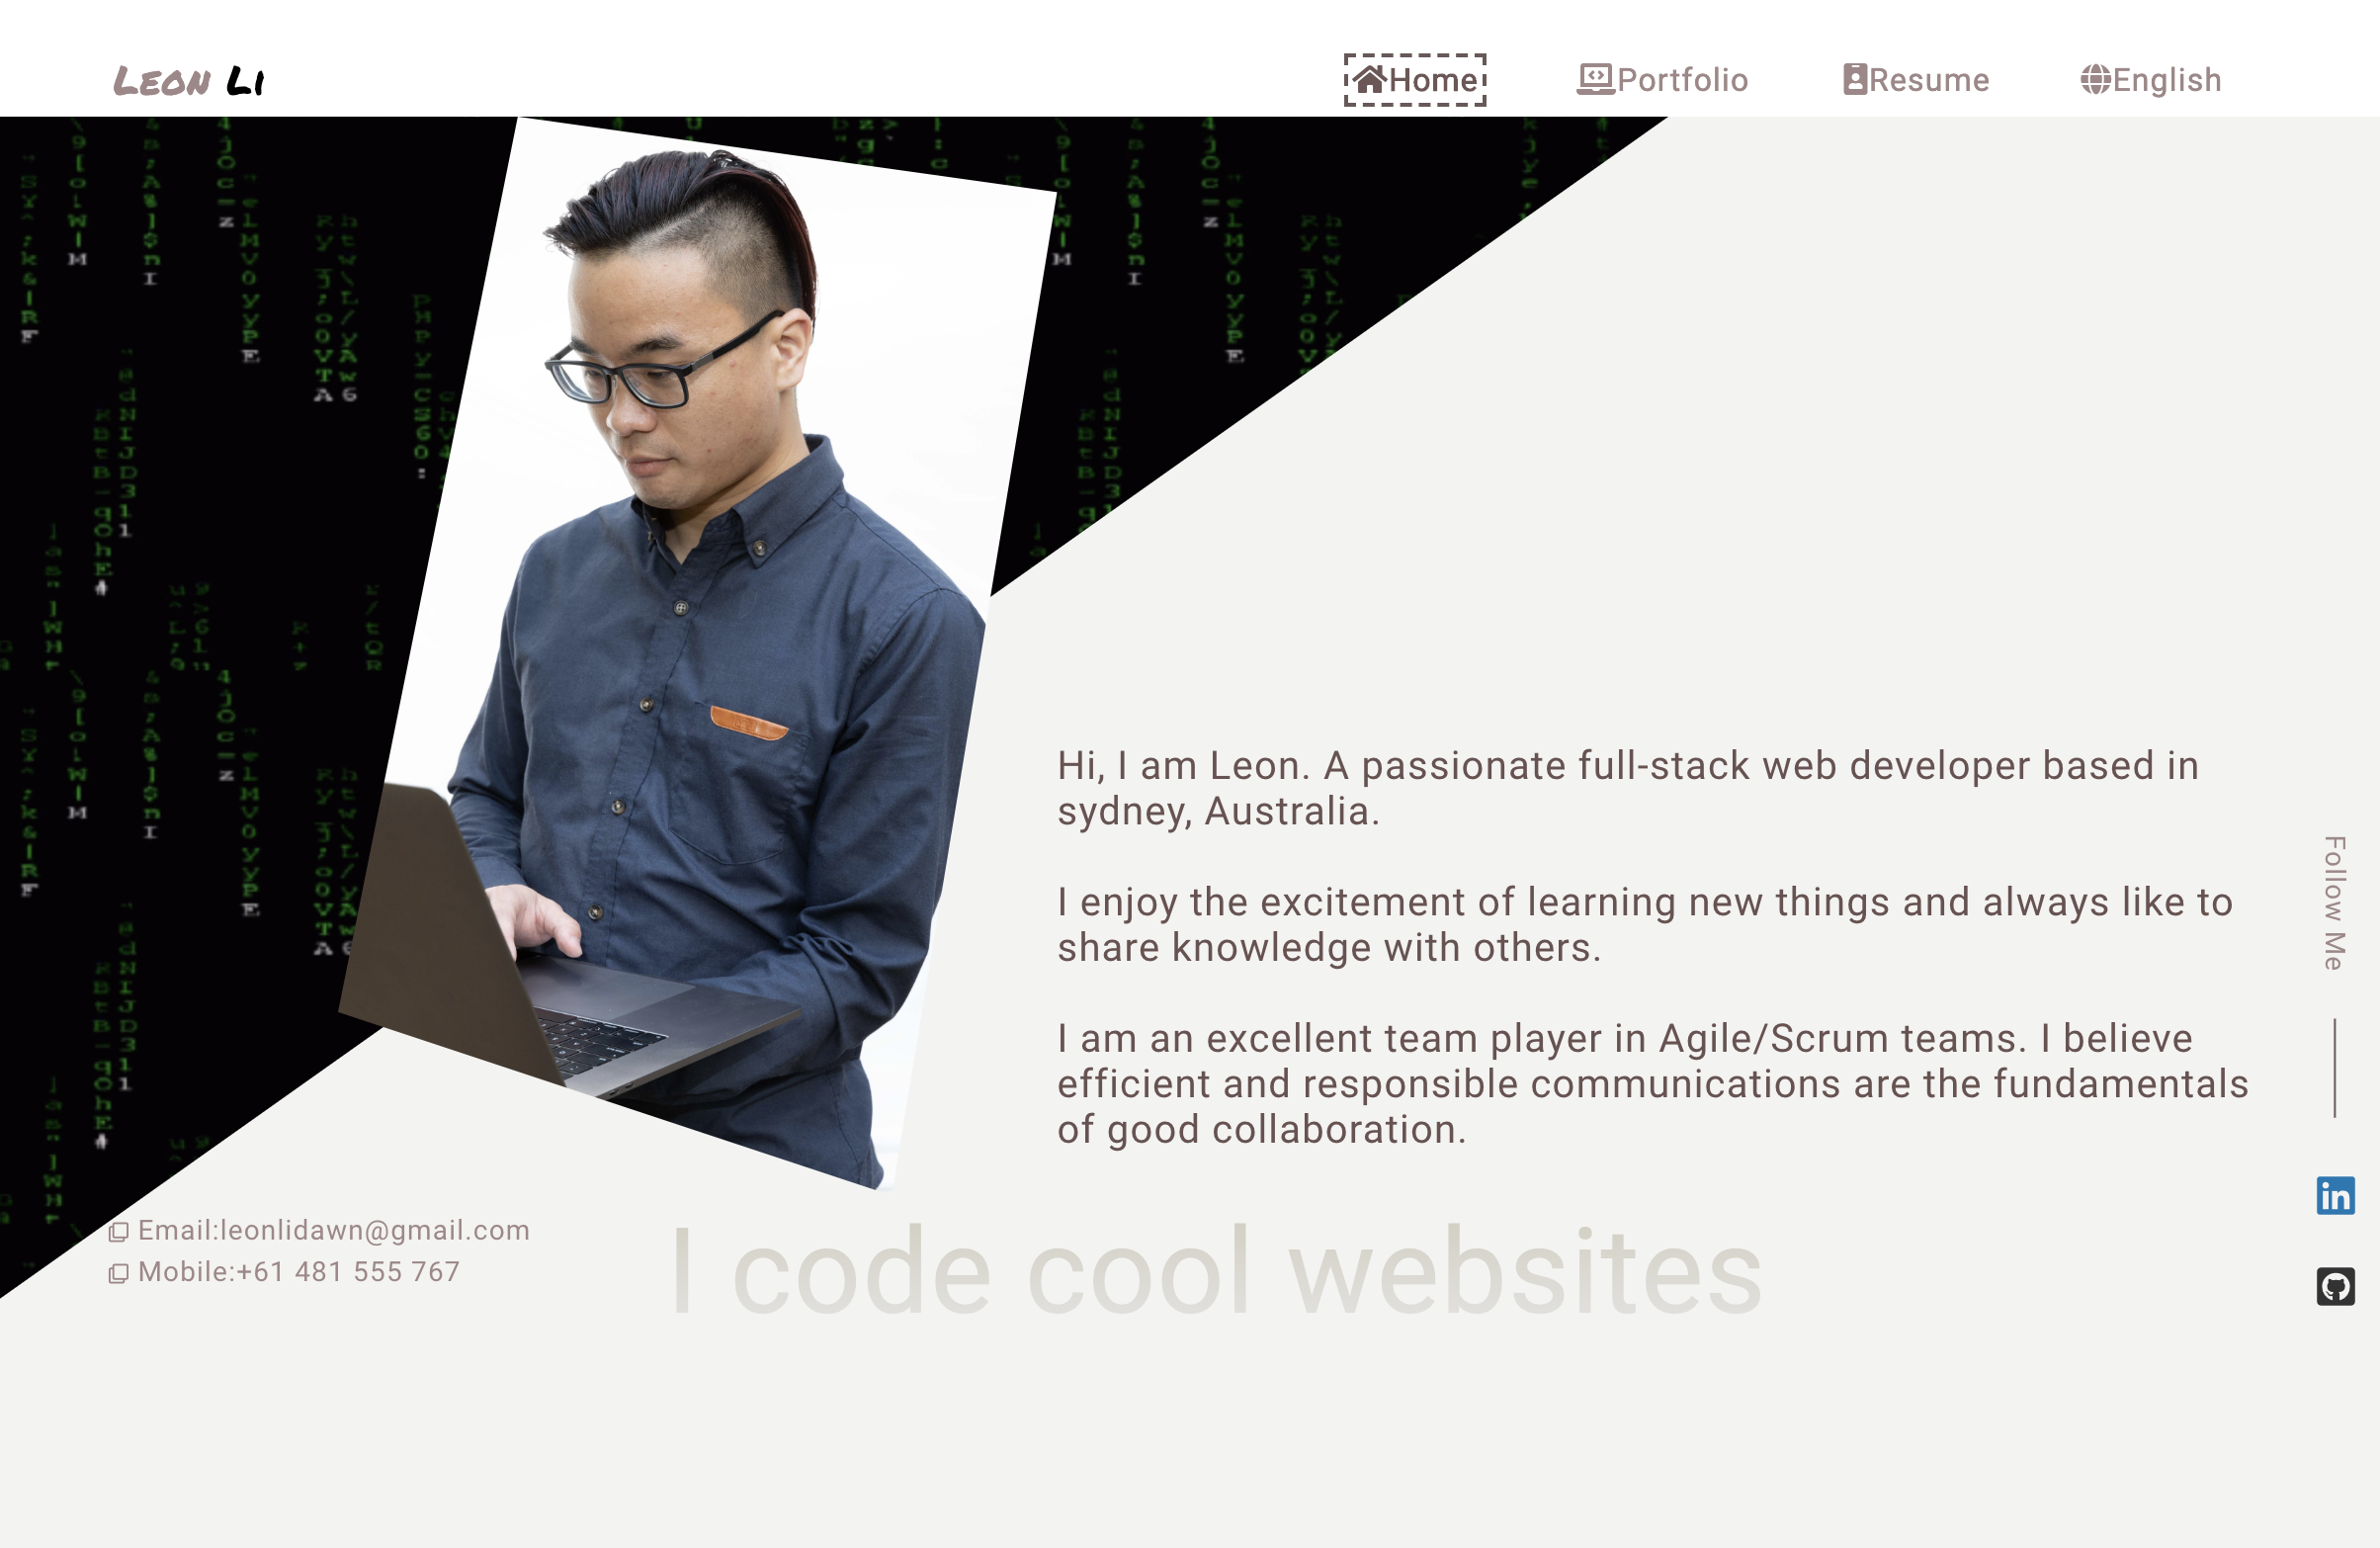 Leon Li
Home
Portfolio
Resume
English
Hi, I am Leon. A passionate full-stack web developer based in
sydney, Australia.
I enjoy the excitement of learning new things and always like to
share knowledge with others.
I am an excellent team player in Agile/Scrum teams. I believe
efficient and responsible communications are the fundamentals
of good collaboration.
Follow Me
in
Email:leonlidawn@gmail.com
Mobile:+61 481 555 767
I code cool websites